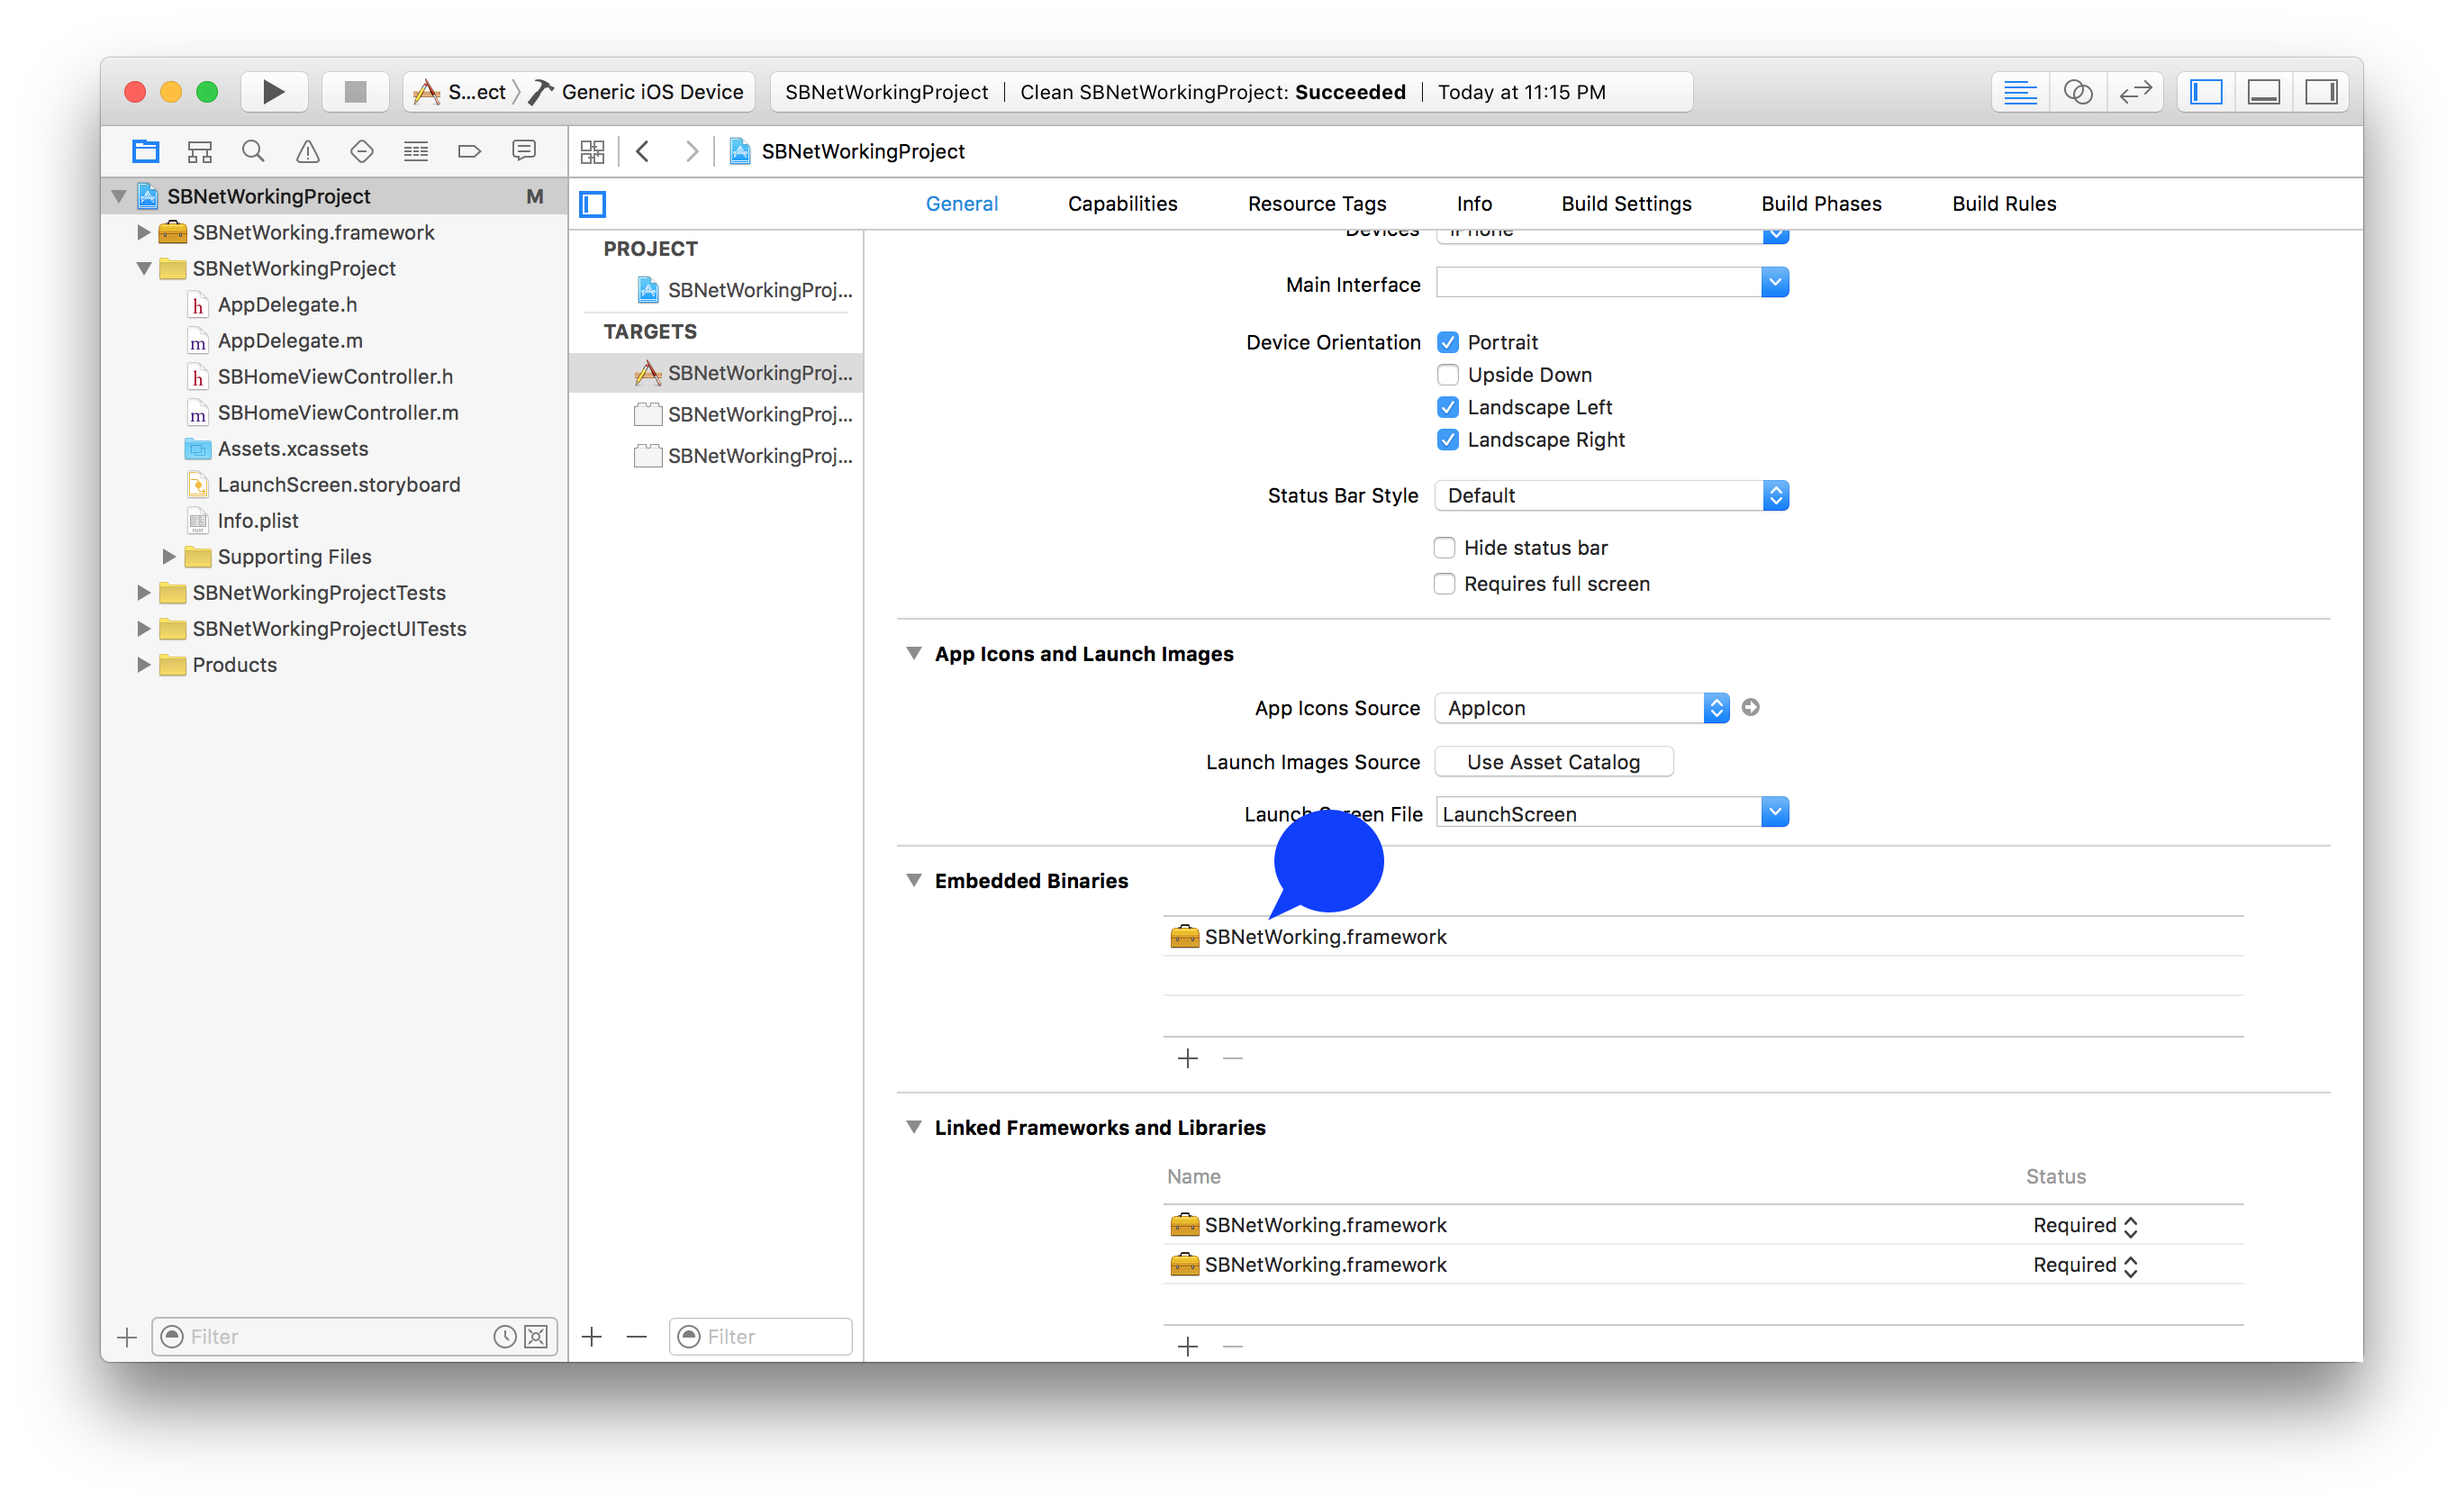 S...ect
Generic iOS Device
SBNetWorkingProject | Clean SBNetWorkingProject: Succeeded | Today at 11:15 PM
SBNetWorkingProject
SBNetWorkingProject M
SBNetWorking.framework
SBNetWorkingProject
h AppDelegate.h
m AppDelegate.m
h SBHomeViewController.h
m SBHomeViewController.m
Assets.xcassets
LaunchScreen.storyboard
Info.plist
Supporting Files
SBNetWorkingProjectTests
SBNetWorkingProjectUITests
Products
Filter
General Capabilities Resource Tags Info Build Settings Build Phases Build Rules
PROJECT
SBNetWorkingProj...
TARGETS
SBNetWorkingProj...
SBNetWorkingProj...
SBNetWorkingProj...
Filter
Devices iPhone
Main Interface
Device Orientation Portrait
Upside Down
Landscape Left
Landscape Right
Status Bar Style Default
Hide status bar
Requires full screen
App Icons and Launch Images
App Icons Source AppIcon
Launch Images Source Use Asset Catalog
Launch Screen File LaunchScreen
Embedded Binaries
SBNetWorking.framework
Linked Frameworks and Libraries
Name Status
SBNetWorking.framework Required
SBNetWorking.framework Required